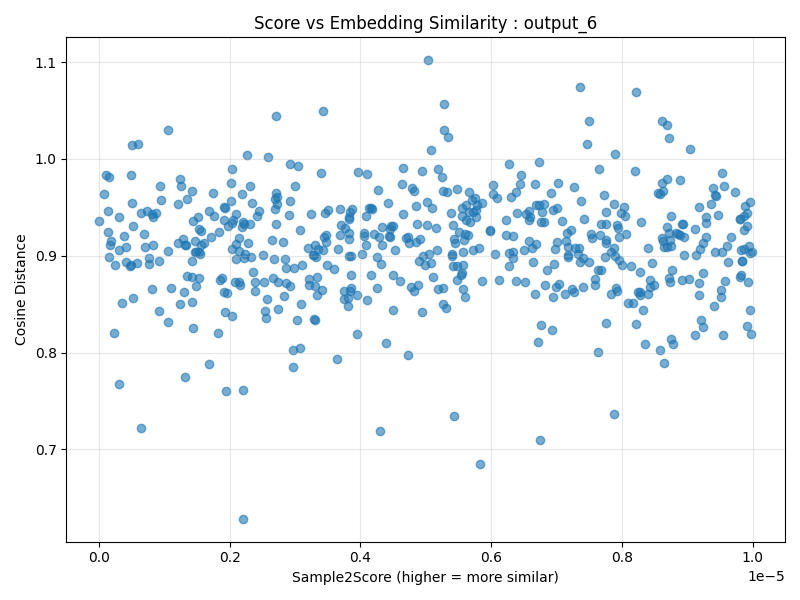 Score vs Embedding Similarity : output_6
Cosine Distance
1.1
1.0
0.9
0.8
0.7
0.0 0.2 0.4 0.6 0.8 1.0
1e−5
Sample2Score (higher = more similar)